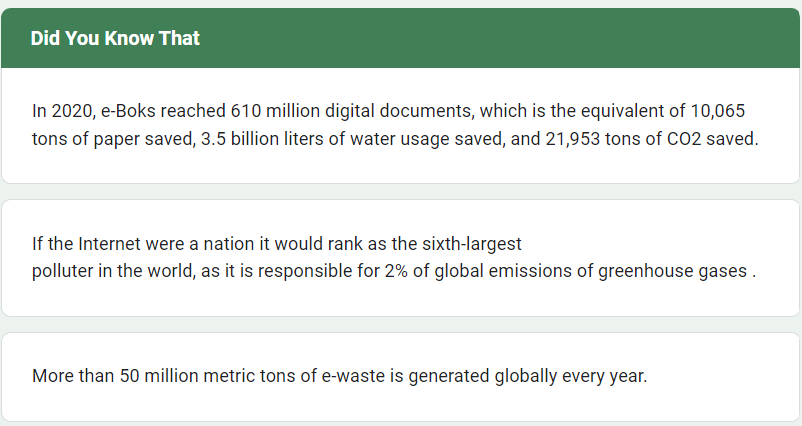 Did You Know That
In 2020, e-Boks reached 610 million digital documents, which is the equivalent of 10,065
tons of paper saved, 3.5 billion liters of water usage saved, and 21,953 tons of CO2 saved.
If the Internet were a nation it would rank as the sixth-largest
polluter in the world, as it is responsible for 2% of global emissions of greenhouse gases .
More than 50 million metric tons of e-waste is generated globally every year.